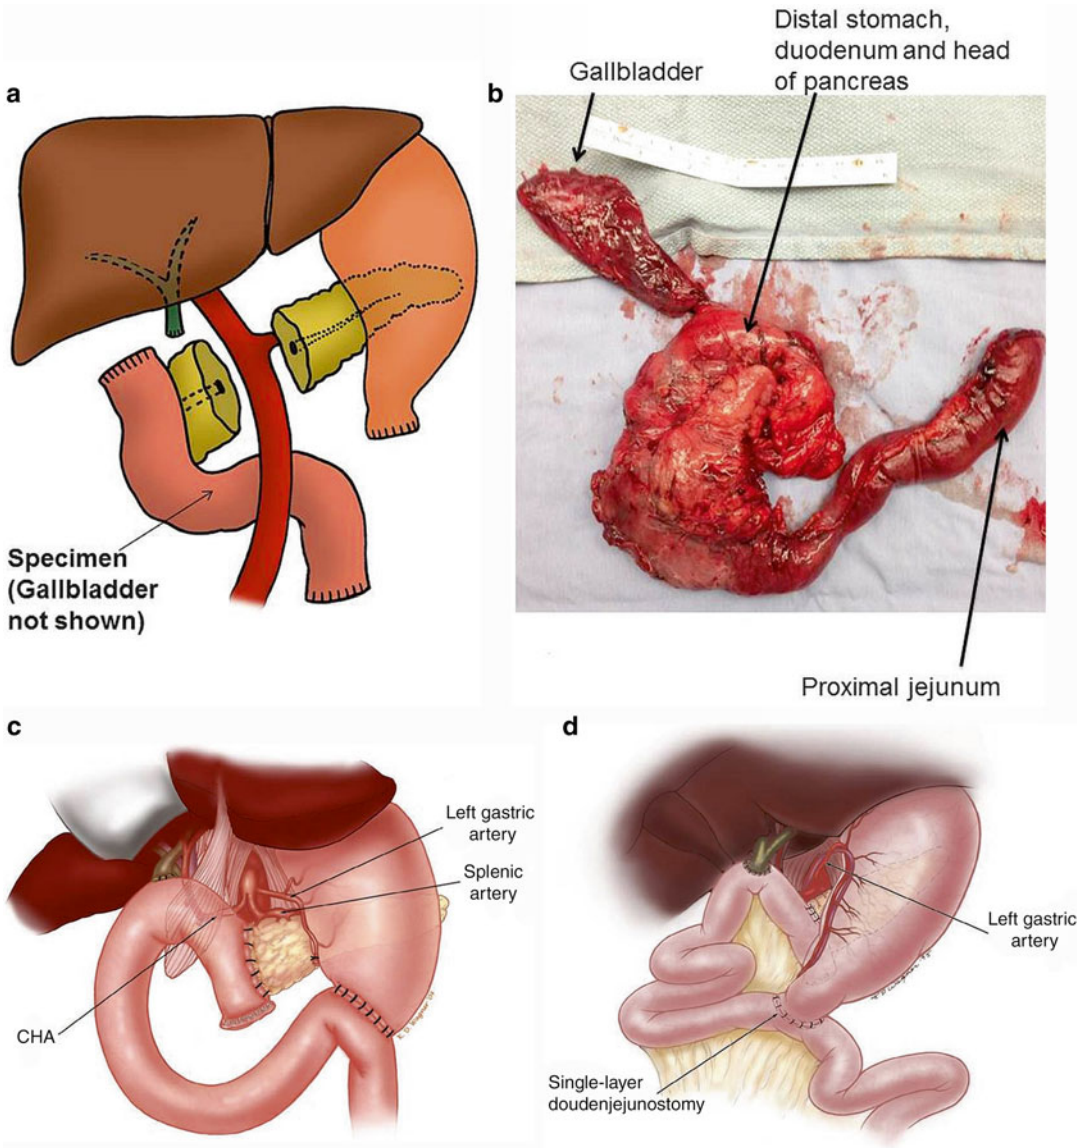 a
Specimen
(Gallbladder
not shown)
b
Gallbladder
Distal stomach,
duodenum and head
of pancreas
Proximal jejunum
c
Left gastric
artery
Splenic
artery
CHA
d
Left gastric
artery
Single-layer
doudenjejunostomy